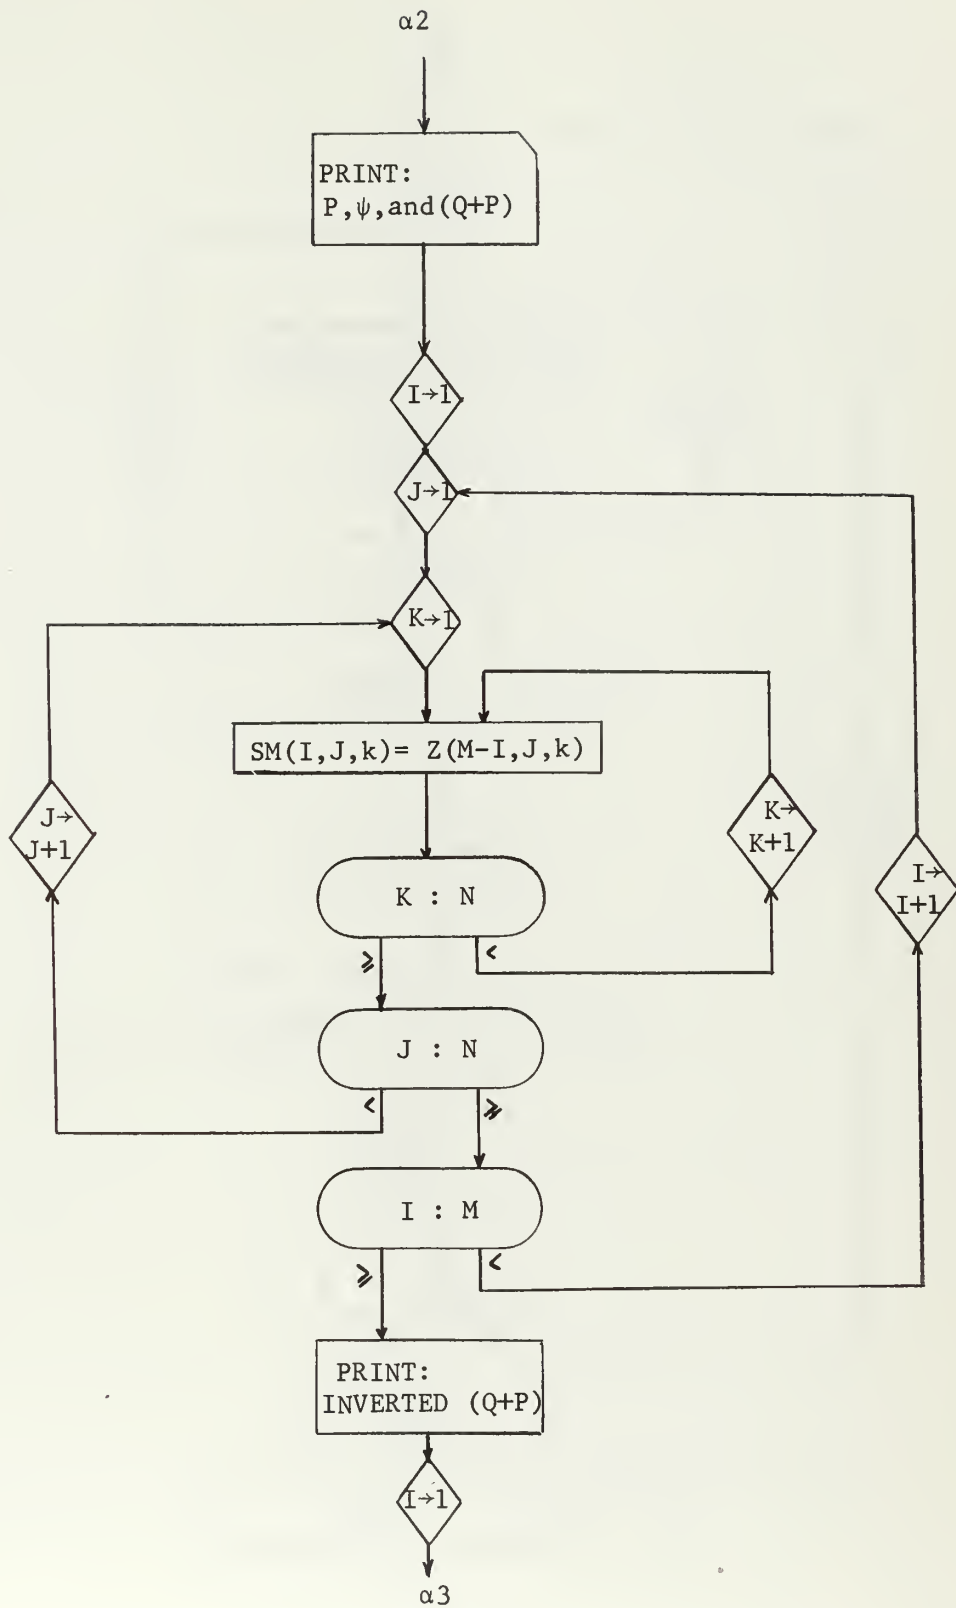 α2
PRINT:
P,ψ,and(Q+P)
I→1
J→1
K→1
SM(I,J,k)= Z(M-I,J,k)
J→
J+1
K→
K+1
I→
I+1
K : N
⩾
<
J : N
<
⩾
I : M
⩾
<
PRINT:
INVERTED (Q+P)
I→1
α3